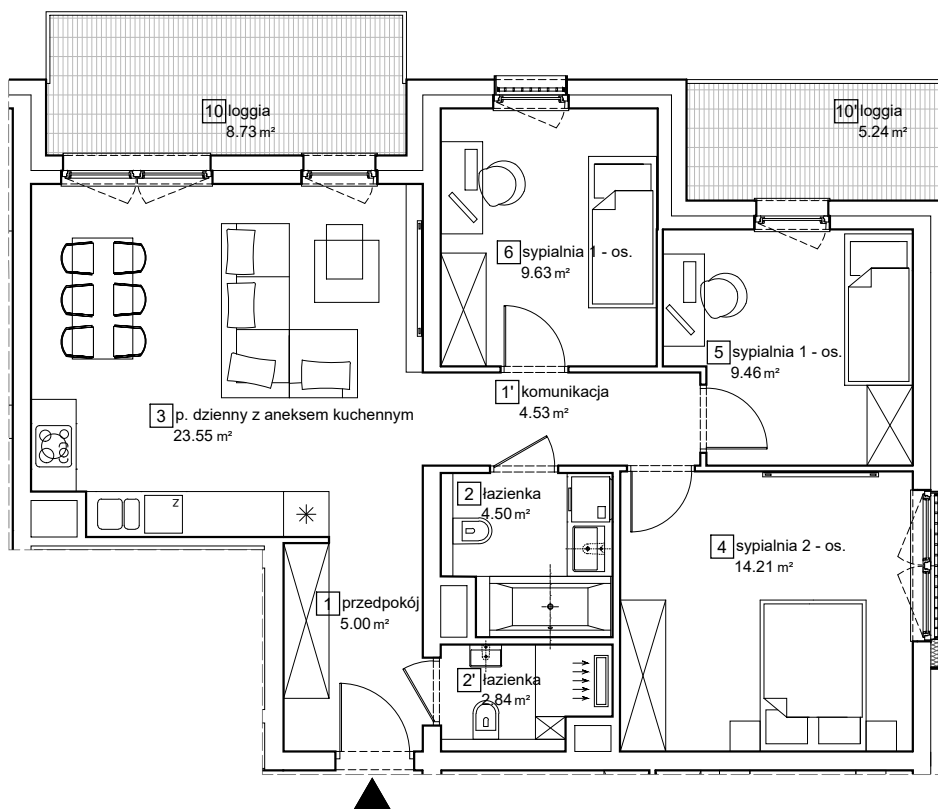 10 loggia
8.73 m²
10' loggia
5.24 m²
6 sypialnia 1 - os.
9.63 m²
5 sypialnia 1 - os.
9.46 m²
1' komunikacja
4.53 m²
3 p. dzienny z aneksem kuchennym
23.55 m²
2 łazienka
4.50 m²
Z
4 sypialnia 2 - os.
14.21 m²
1 przedpokój
5.00 m²
2' łazienka
2.84 m²